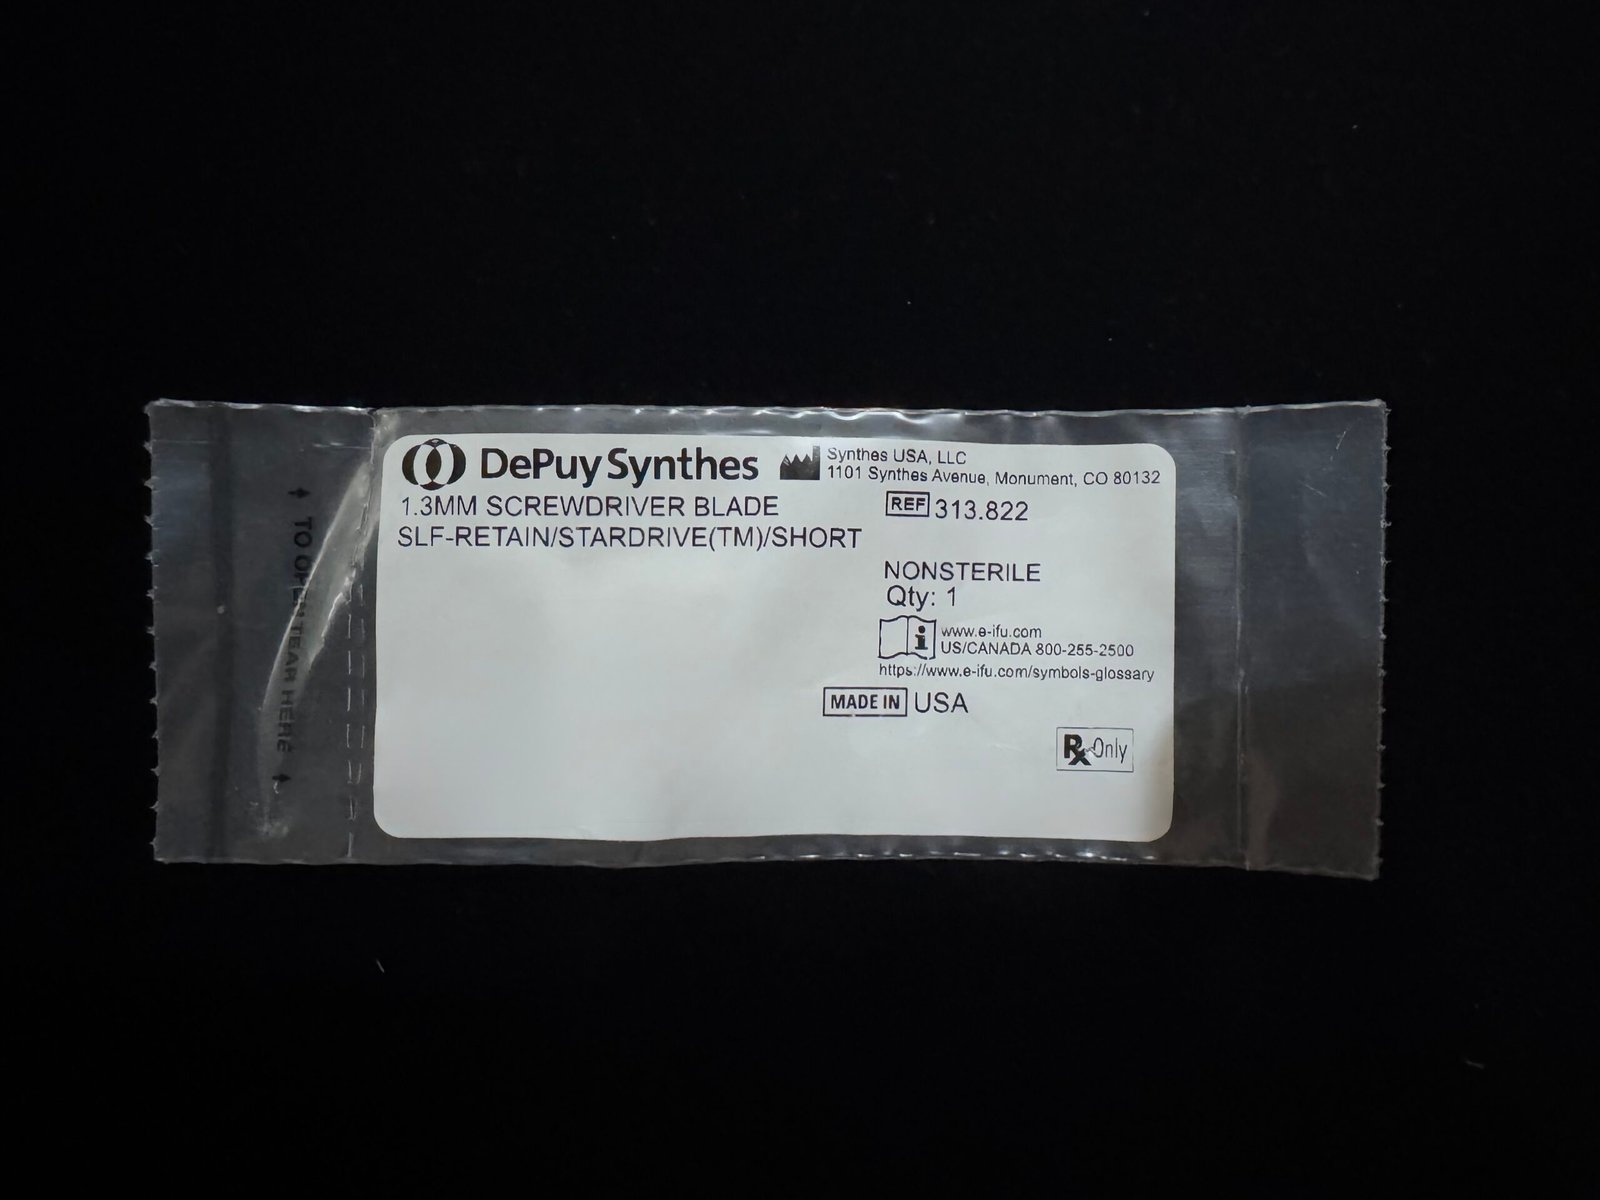 DePuy Synthes
Synthes USA, LLC
1101 Synthes Avenue, Monument, CO 80132
1.3MM SCREWDRIVER BLADE
SLF-RETAIN/STARDRIVE(TM)/SHORT
REF 313.822
NONSTERILE
Qty: 1
www.e-ifu.com
US/CANADA 800-255-2500
https://www.e-ifu.com/symbols-glossary
MADE IN USA
Rx Only
TO OPEN TEAR HERE